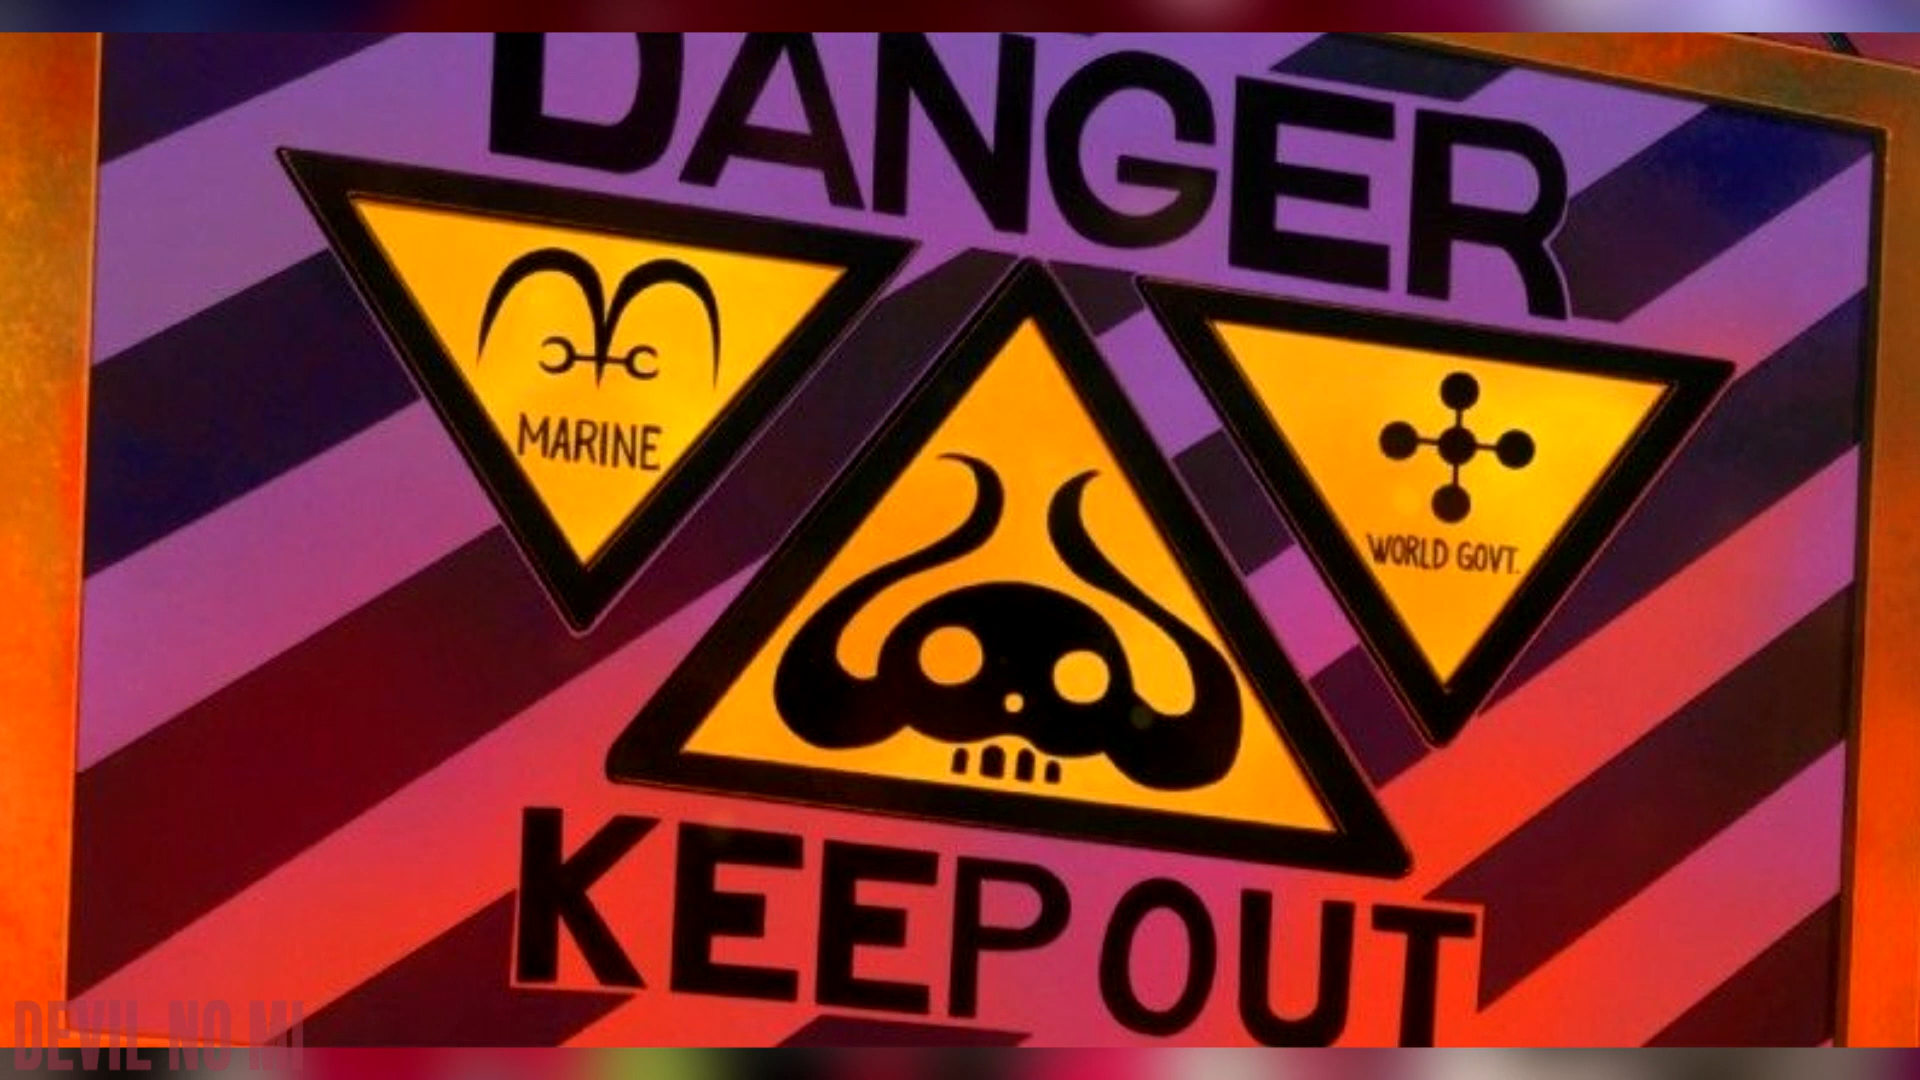 DANGER
MARINE
WORLD GOVT.
KEEP OUT
DEVIL NO MI